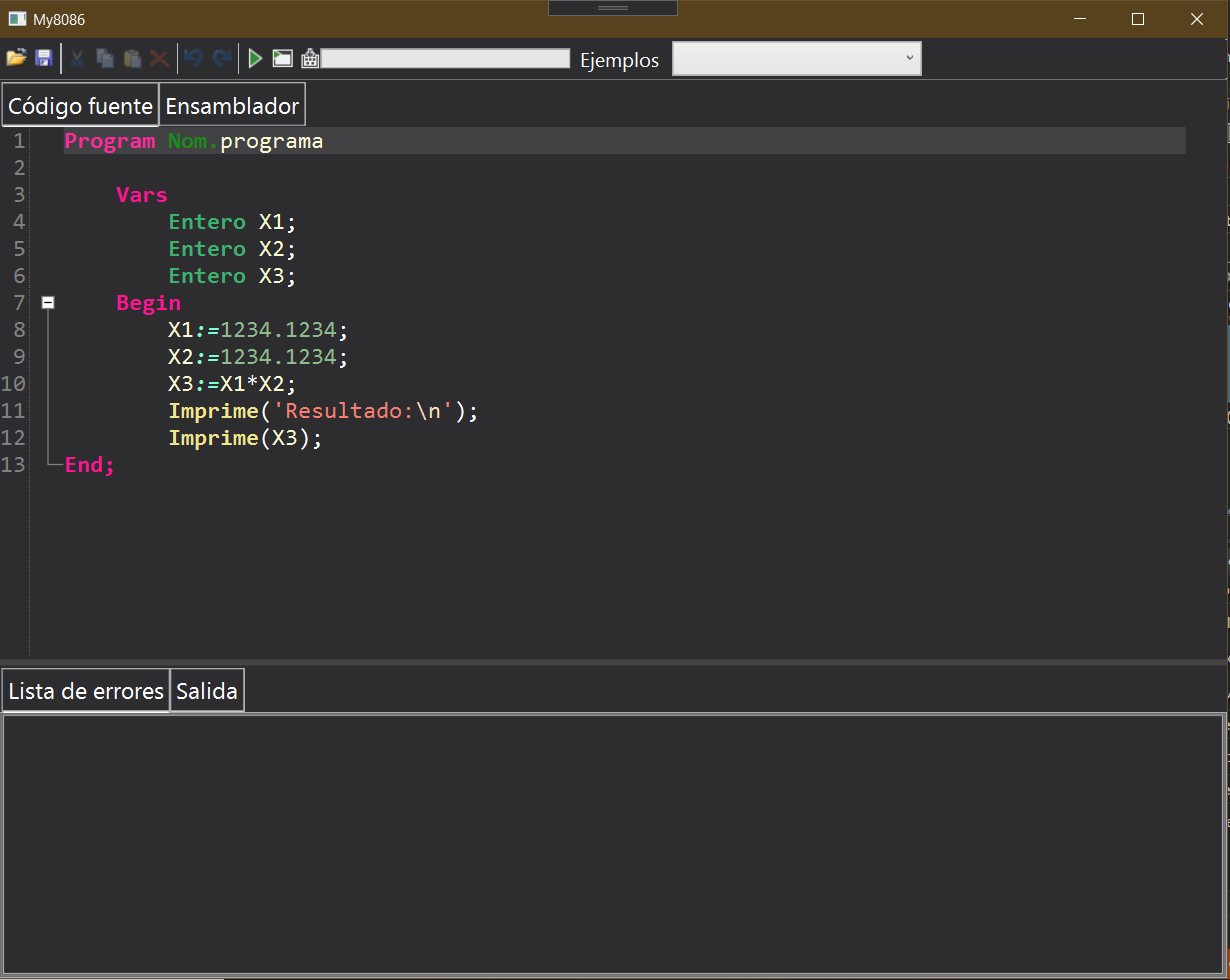 My8086
Ejemplos
Código fuente Ensamblador
1 Program Nom.programa
2
3 Vars
4 Entero X1;
5 Entero X2;
6 Entero X3;
7 Begin
8 X1:=1234.1234;
9 X2:=1234.1234;
10 X3:=X1*X2;
11 Imprime('Resultado:\n');
12 Imprime(X3);
13 End;
Lista de errores Salida